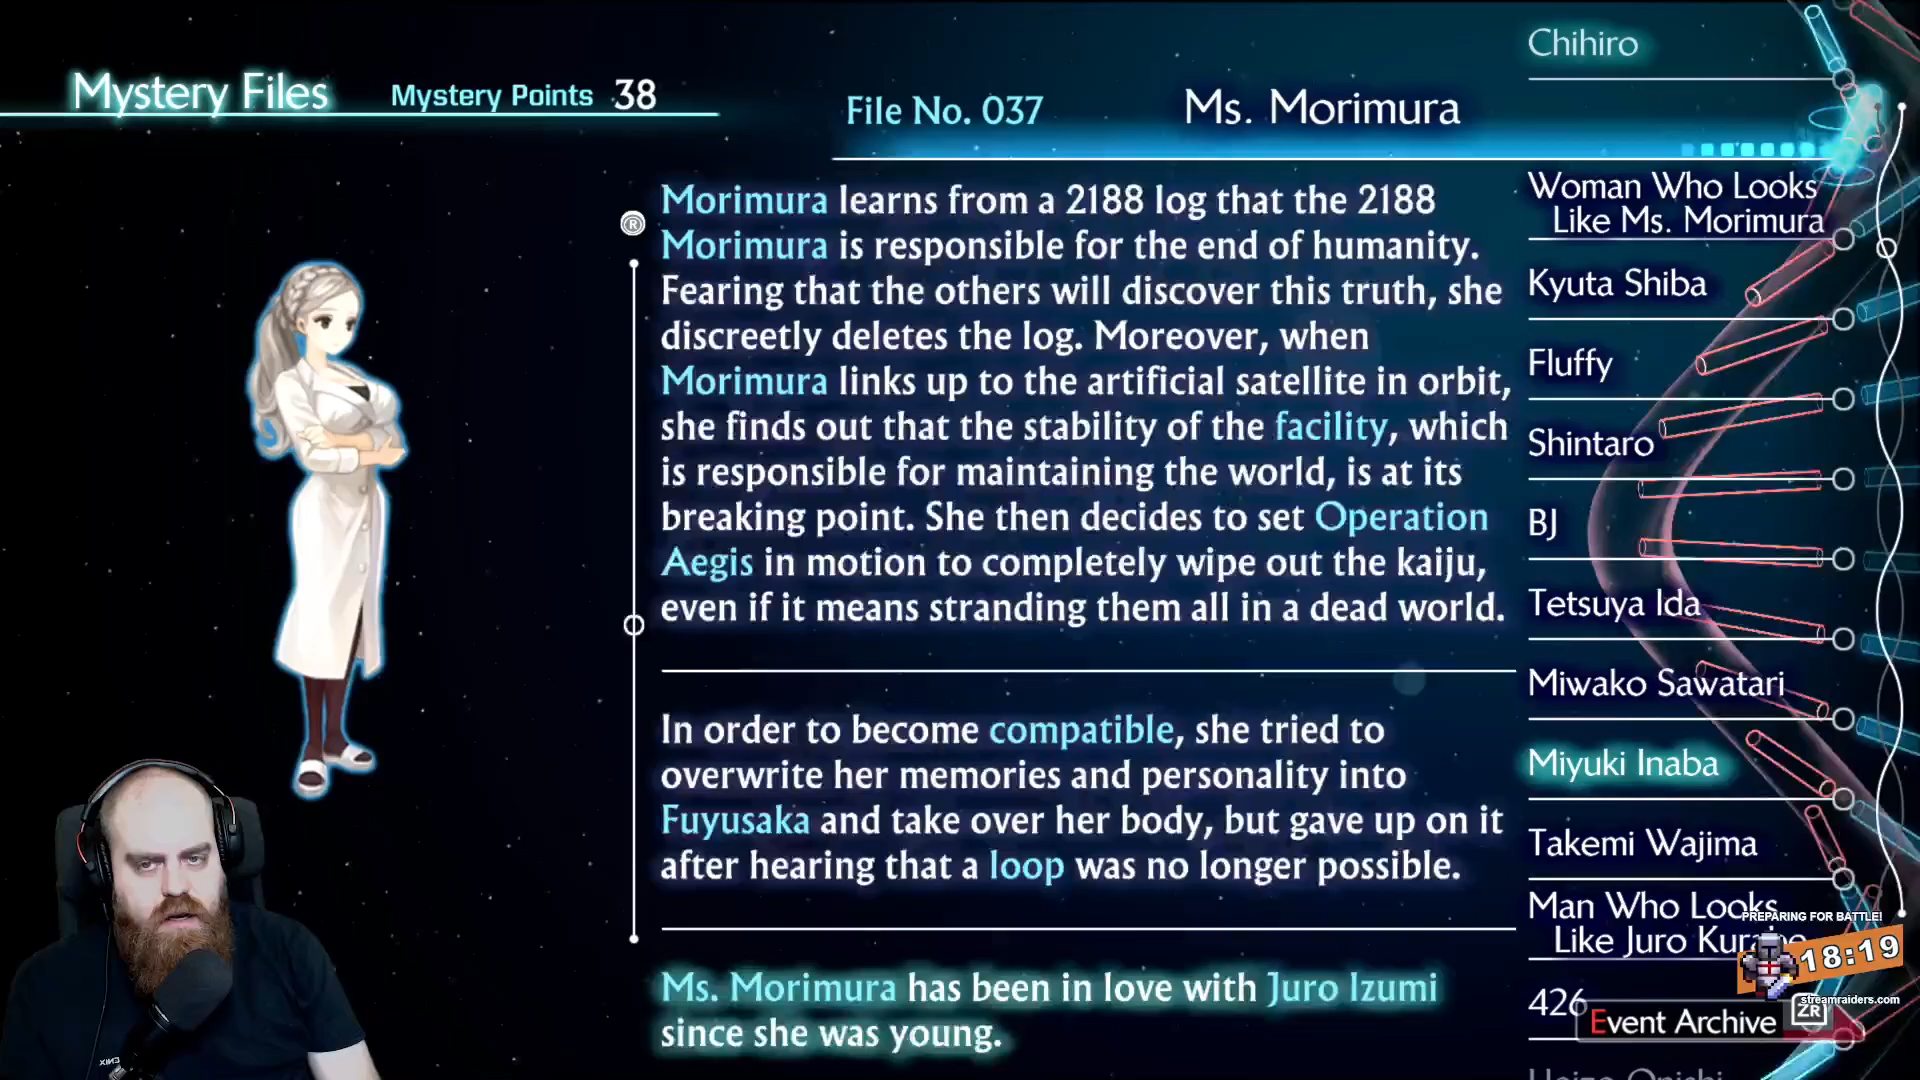 Mystery Files
Mystery Points 38
File No. 037
Ms. Morimura
Morimura learns from a 2188 log that the 2188
Morimura is responsible for the end of humanity.
Fearing that the others will discover this truth, she
discreetly deletes the log. Moreover, when
Morimura links up to the artificial satellite in orbit,
she finds out that the stability of the facility, which
is responsible for maintaining the world, is at its
breaking point. She then decides to set Operation
Aegis in motion to completely wipe out the kaiju,
even if it means stranding them all in a dead world.
In order to become compatible, she tried to
overwrite her memories and personality into
Fuyusaka and take over her body, but gave up on it
after hearing that a loop was no longer possible.
Ms. Morimura has been in love with Juro Izumi
since she was young.
R
Chihiro
Woman Who Looks
Like Ms. Morimura
Kyuta Shiba
Fluffy
Shintaro
BJ
Tetsuya Ida
Miwako Sawatari
Miyuki Inaba
Takemi Wajima
Man Who Looks
Like Juro
426
PREPARING FOR BATTLE!
18:19
streamraiders.com
Event Archive ZR